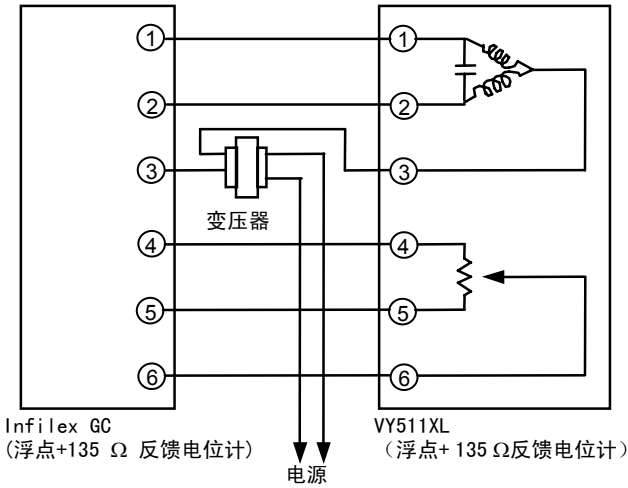 ① ①
② ②
③ ③
变压器
④ ④
⑤ ⑤
⑥ ⑥
Infilex GC
(浮点+135 Ω 反馈电位计)
VY511XL
（浮点+ 135 Ω反馈电位计）
电源